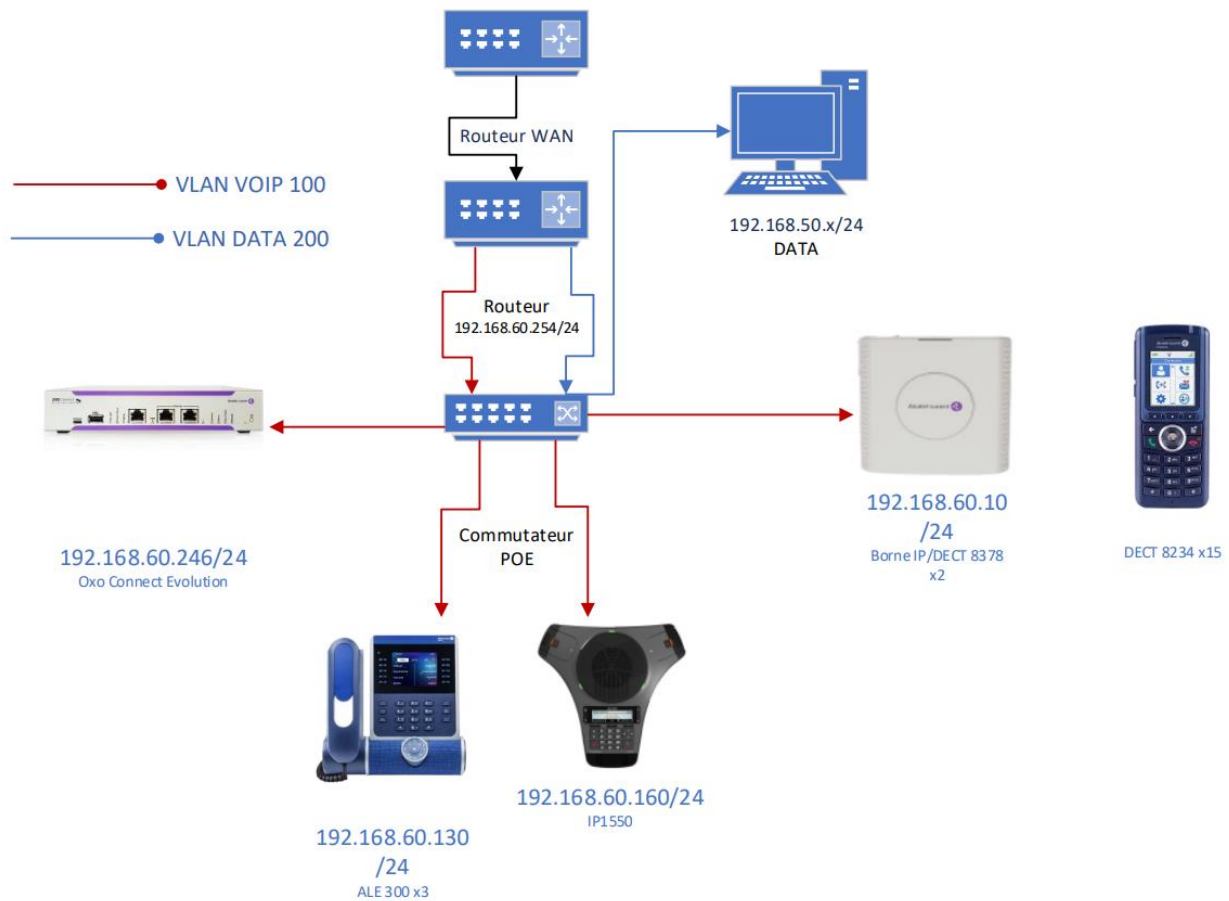 Routeur WAN
VLAN VOIP 100
VLAN DATA 200
192.168.50.x/24
DATA
Routeur
192.168.60.254/24
Commutateur
POE
192.168.60.246/24
Oxo Connect Evolution
192.168.60.10
/24
Borne IP/DECT 8378
x2
DECT 8234 x15
192.168.60.160/24
IP1550
192.168.60.130
/24
ALE 300 x3